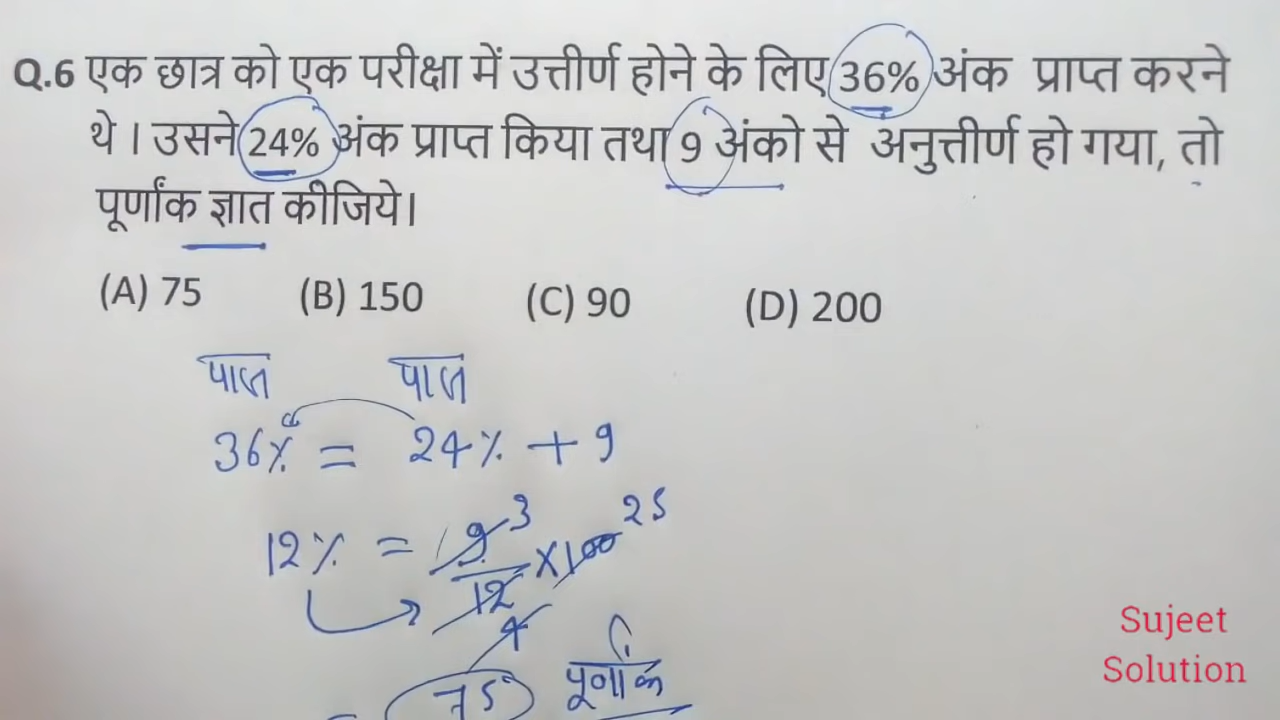 Q.6 एक छात्र को एक परीक्षा में उत्तीर्ण होने के लिए 36% अंक प्राप्त करने
थे । उसने 24% अंक प्राप्त किया तथा 9 अंको से अनुत्तीर्ण हो गया, तो
पूर्णांक ज्ञात कीजिये।
(A) 75 (B) 150 (C) 90 (D) 200
36% = 24% + 9
12% = 9/12 × 100
3 25
4
75 पूर्णांक
Sujeet
Solution